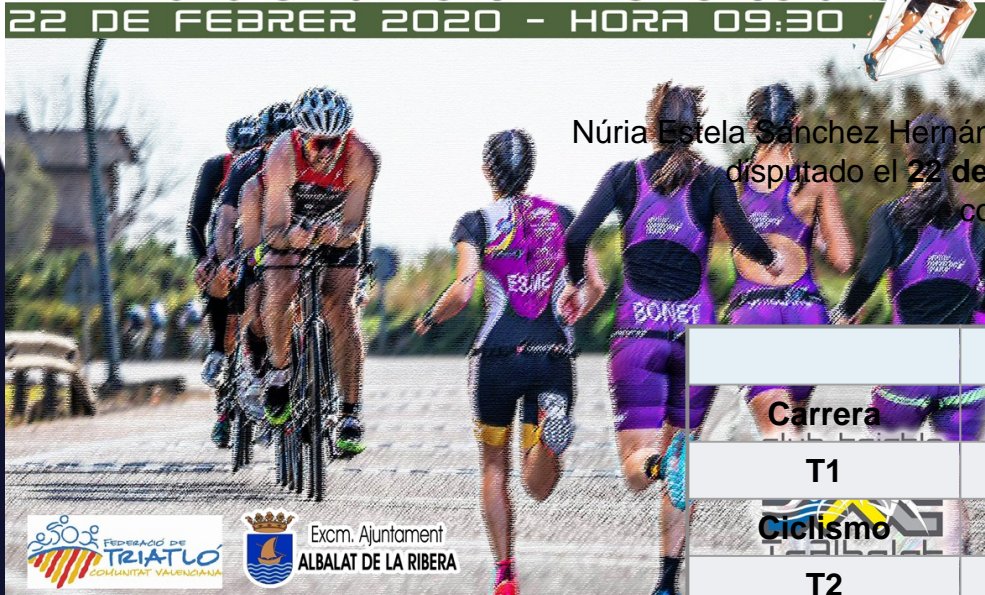 22 DE FEBRER 2020 - HORA 09:30
Núria Estela Sanchez Hernán
disputado el 22 de
co
ESME
BONET
Carrera
T1
Ciclismo
T2
FEDERACIÓ DE
TRIATLÓ
COMUNITAT VALENCIANA
Excm. Ajuntament
ALBALAT DE LA RIBERA